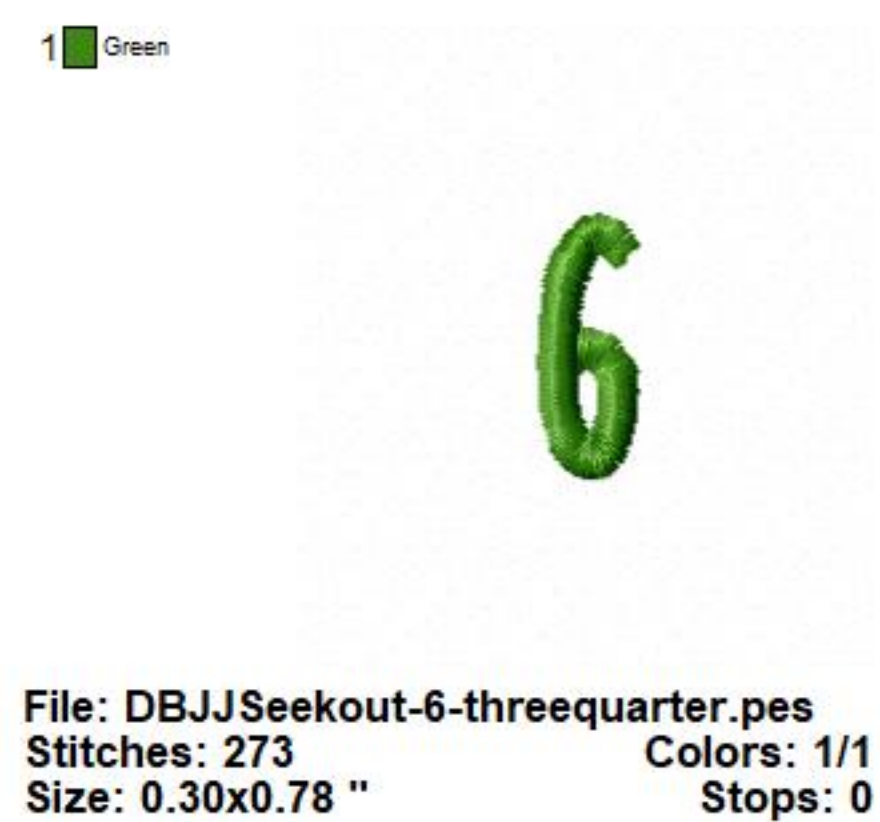 1 Green
6
File: DBJJSeekout-6-threequarter.pes
Stitches: 273 Colors: 1/1
Size: 0.30x0.78 " Stops: 0